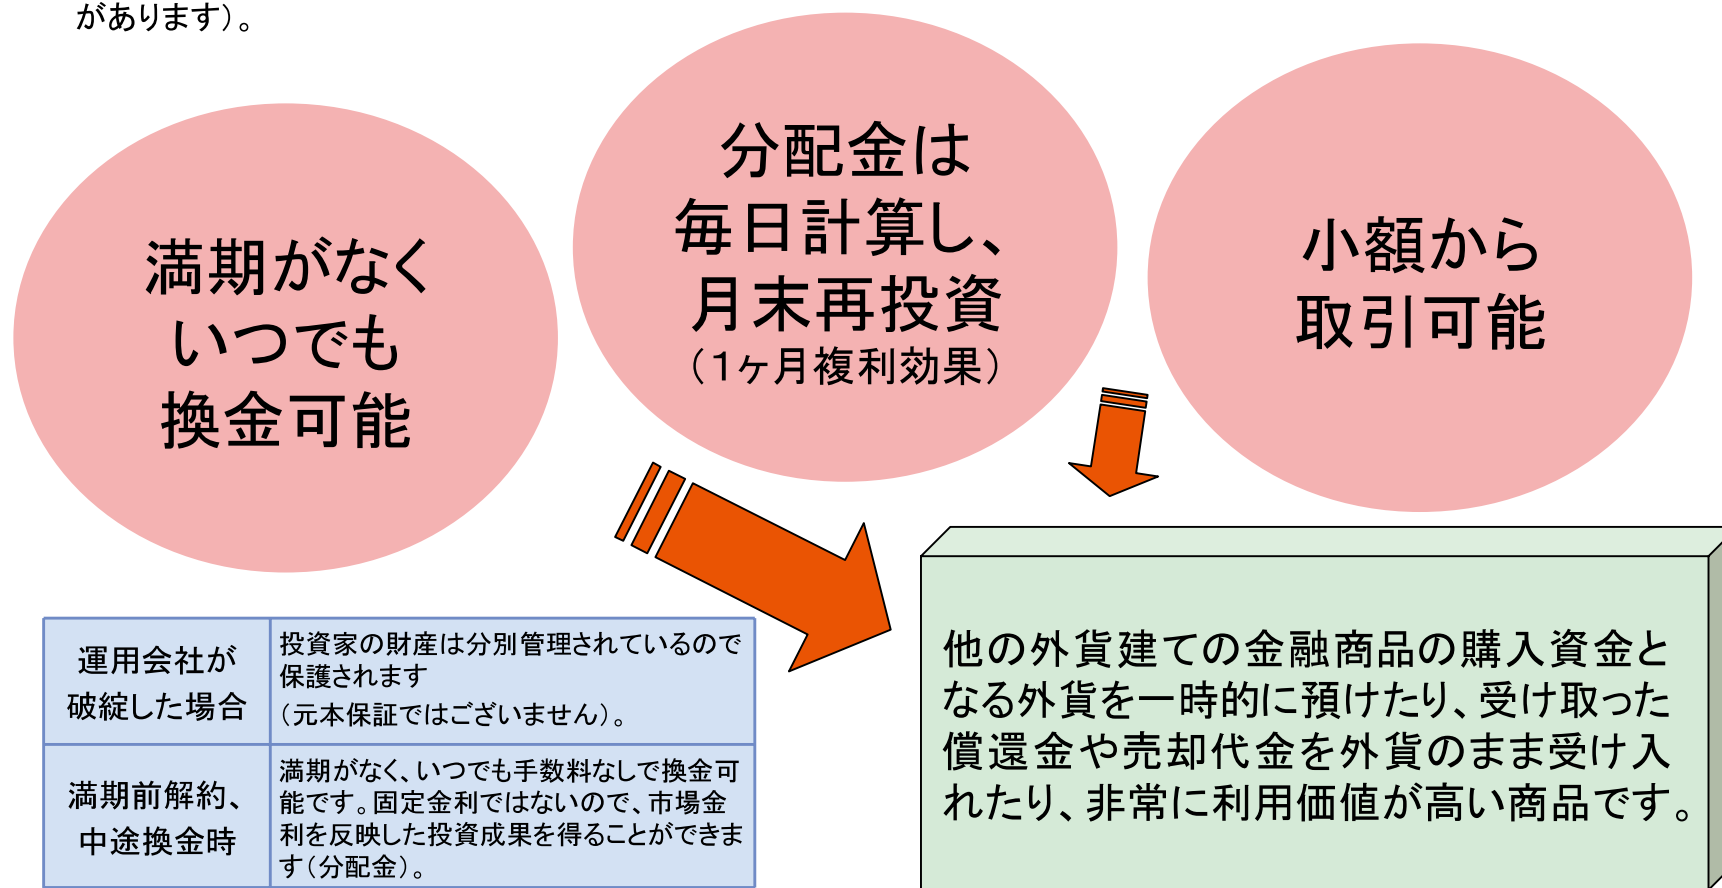 があります）。
満期がなく
いつでも
換金可能
分配金は
毎日計算し、
月末再投資
（１ヶ月複利効果）
小額から
取引可能
運用会社が
破綻した場合
投資家の財産は分別管理されているので
保護されます
（元本保証ではございません）。
満期前解約、
中途換金時
満期がなく、いつでも手数料なしで換金可
能です。固定金利ではないので、市場金
利を反映した投資成果を得ることができま
す（分配金）。
他の外貨建ての金融商品の購入資金と
なる外貨を一時的に預けたり、受け取った
償還金や売却代金を外貨のまま受け入
れたり、非常に利用価値が高い商品です。